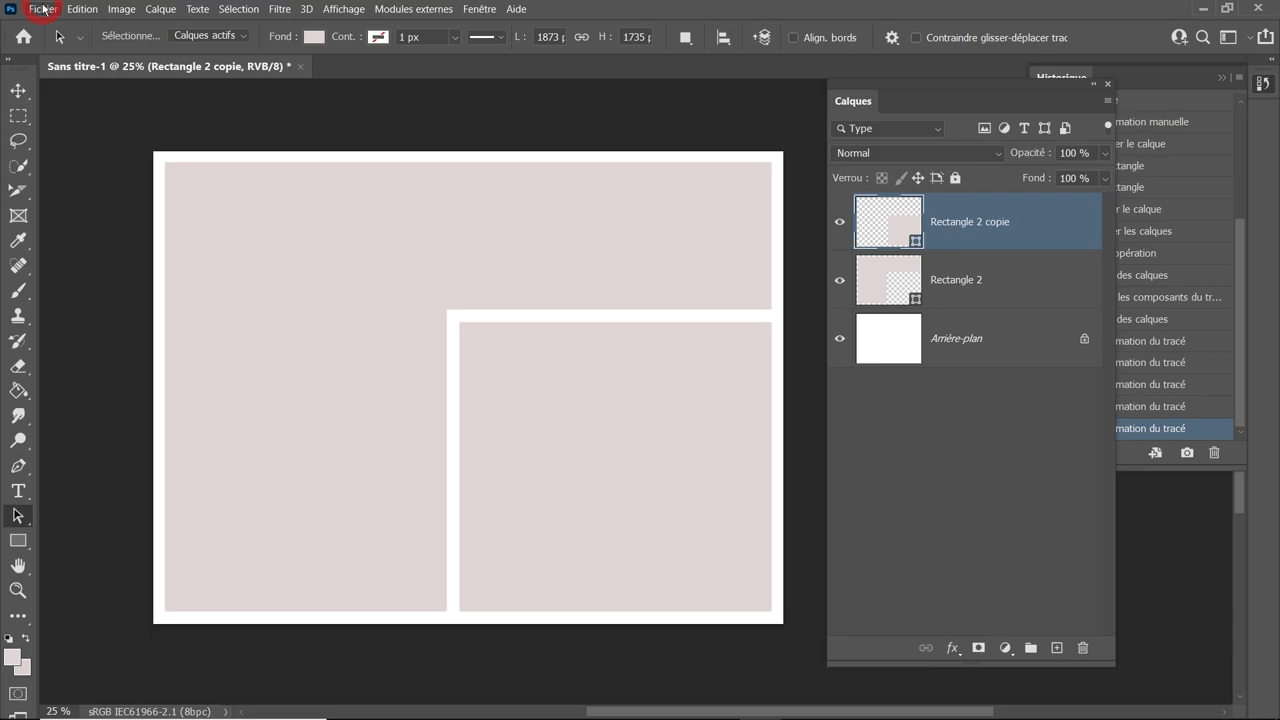 Ps Fichier Edition Image Calque Texte Sélection Filtre 3D Affichage Modules externes Fenêtre Aide
Sélectionne... Calques actifs Fond : Cont. : 1 px L : 1873 H : 1735 Align. bords Contraindre glisser-déplacer trac
Sans titre-1 @ 25% (Rectangle 2 copie, RVB/8) *
Historique
Calques
Type
Normal Opacité : 100 %
Verrou : Fond : 100 %
Rectangle 2 copie
Rectangle 2
Arrière-plan
mation manuelle
er le calque
tangle
tangle
er le calque
er les calques
opération
des calques
les composants du tr...
des calques
mation du tracé
mation du tracé
mation du tracé
mation du tracé
mation du tracé
fx
25 % sRGB IEC61966-2.1 (8bpc)